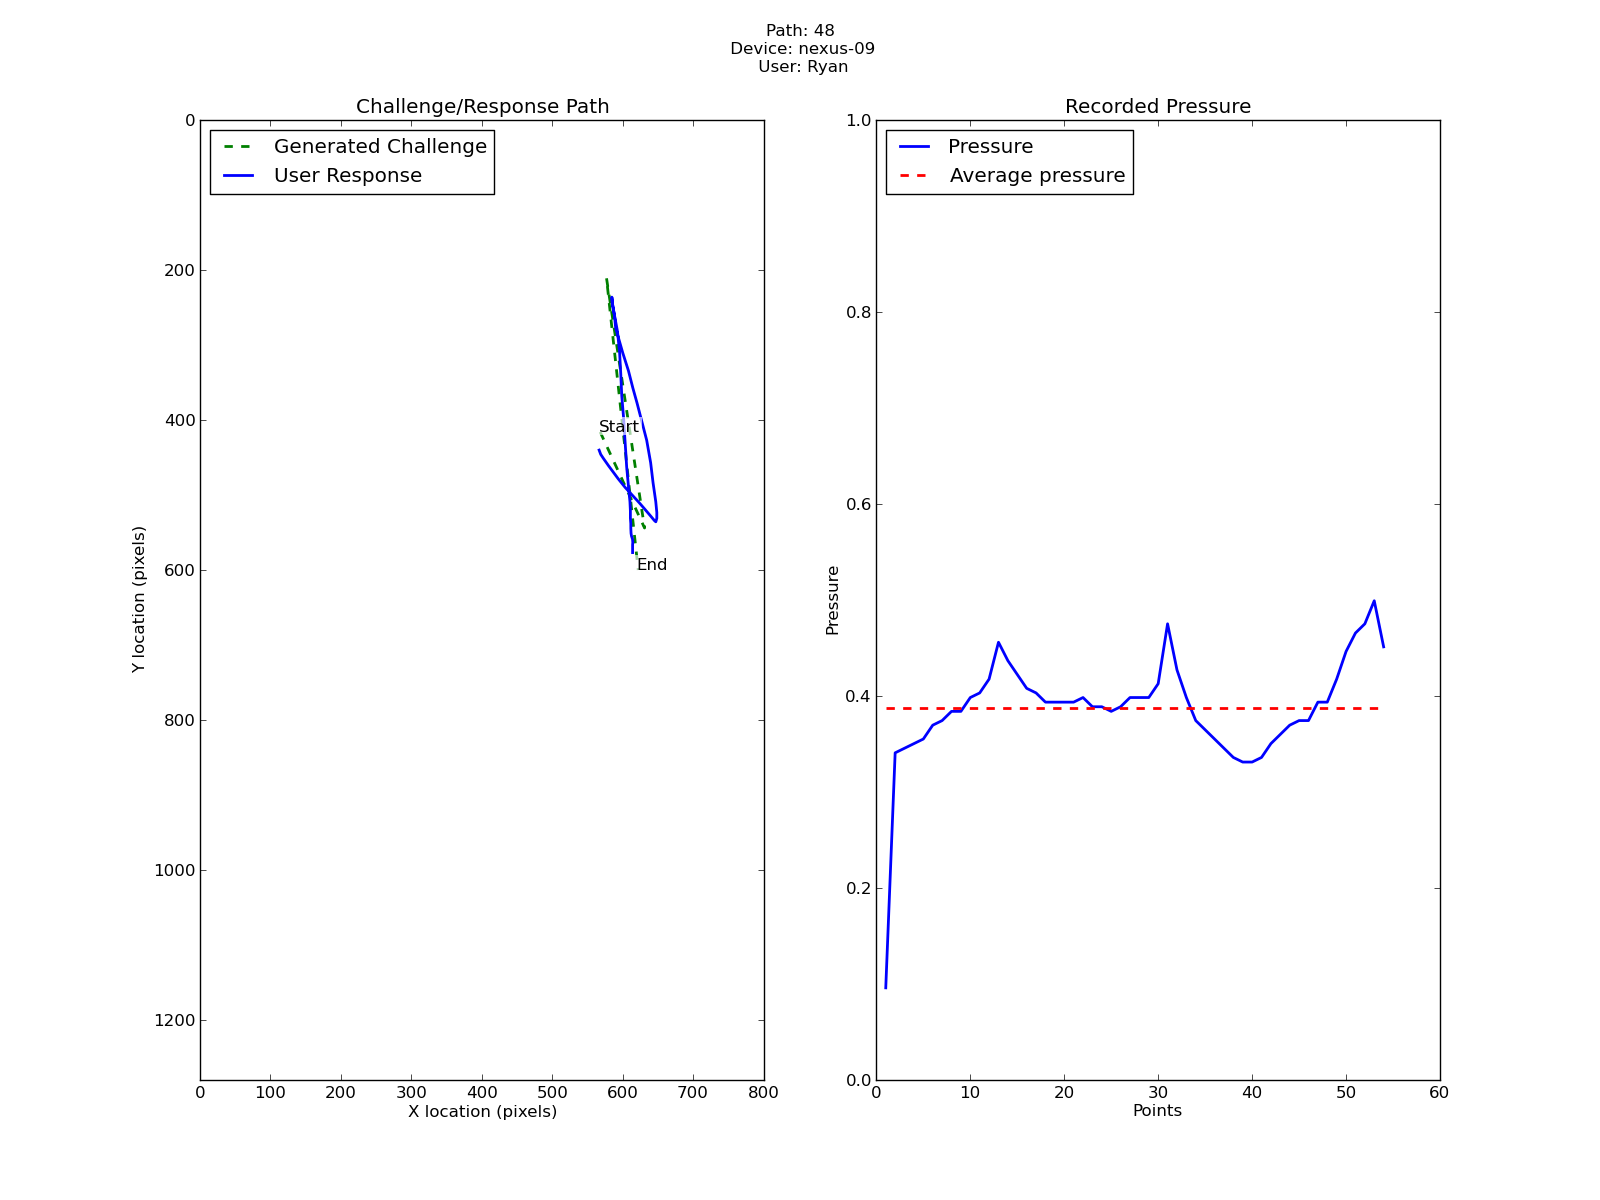 Path: 48
Device: nexus-09
User: Ryan
Challenge/Response Path
Generated Challenge
User Response
0
200
400
600
800
1000
1200
Y location (pixels)
Start
End
0 100 200 300 400 500 600 700 800
X location (pixels)
Recorded Pressure
Pressure
Average pressure
1.0
0.8
0.6
0.4
0.2
0.0
Pressure
0 10 20 30 40 50 60
Points